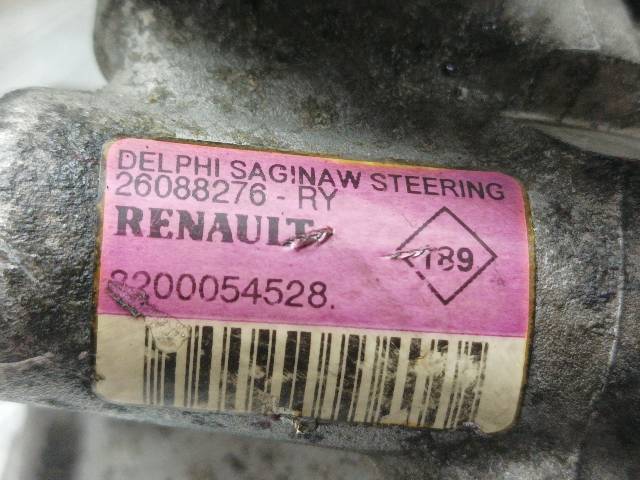 DELPHI SAGINAW STEERING
26088276 - RY
RENAULT
189
8200054528.